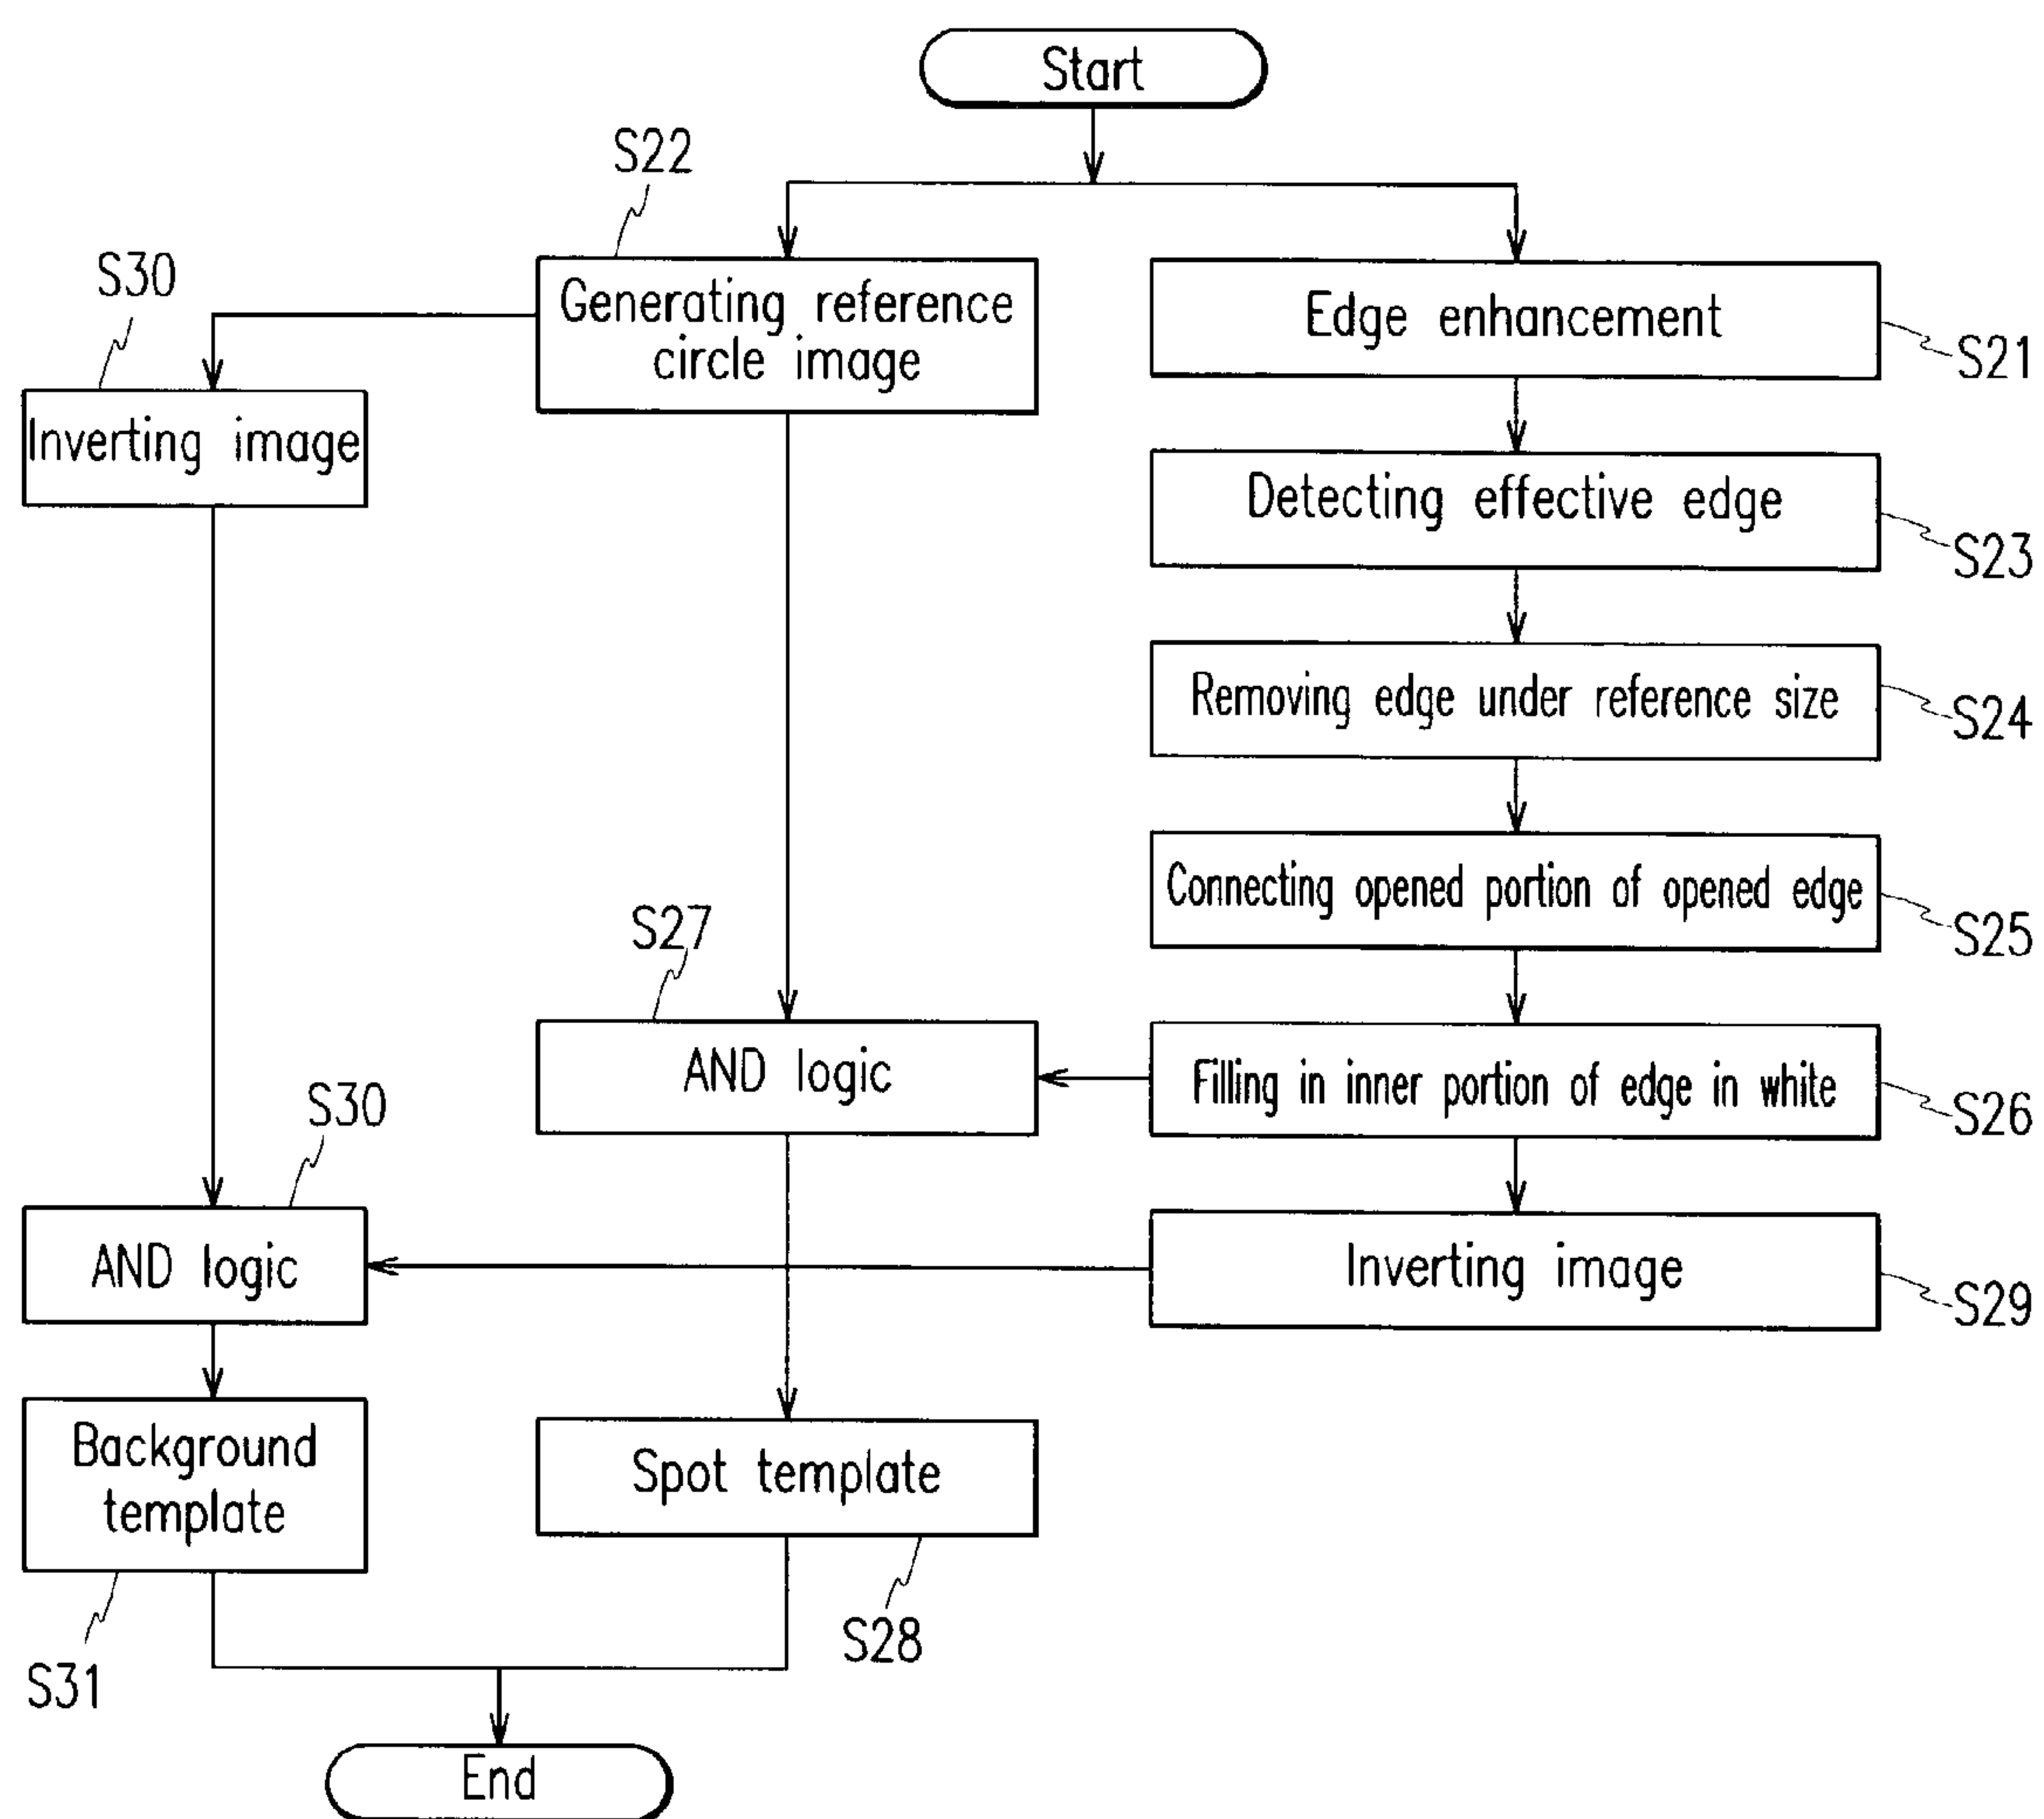 Start
S22
S30
Generating reference
circle image
Edge enhancement
S21
Inverting image
Detecting effective edge
S23
Removing edge under reference size
S24
Connecting opened portion of opened edge
S25
S27
AND logic
Filling in inner portion of edge in white
S26
S30
AND logic
Inverting image
S29
Background
template
Spot template
S28
S31
End